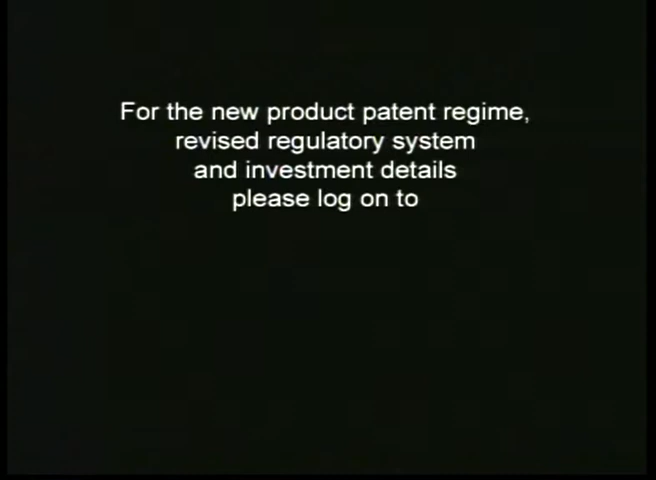 For the new product patent regime,
revised regulatory system
and investment details
please log on to